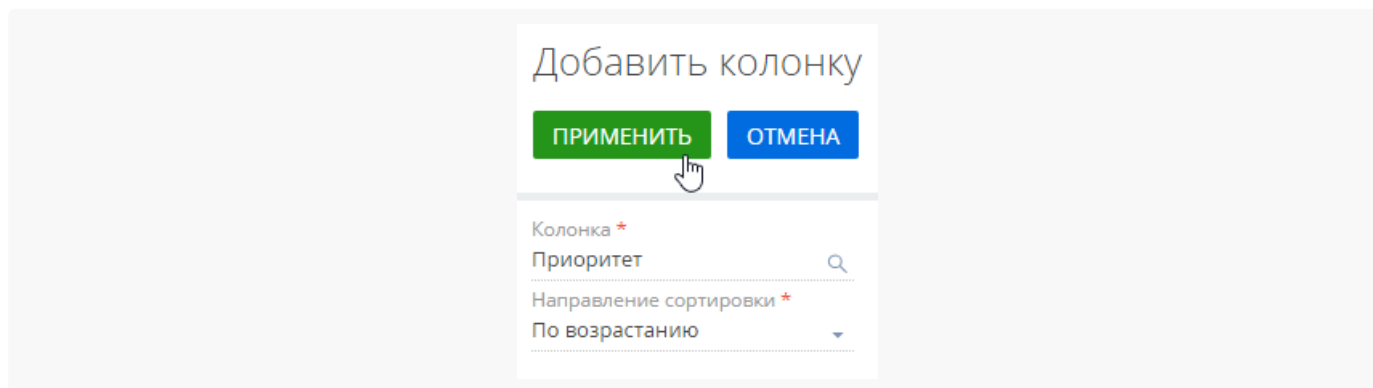 Добавить колонку
ПРИМЕНИТЬ ОТМЕНА
Колонка *
Приоритет
Направление сортировки *
По возрастанию